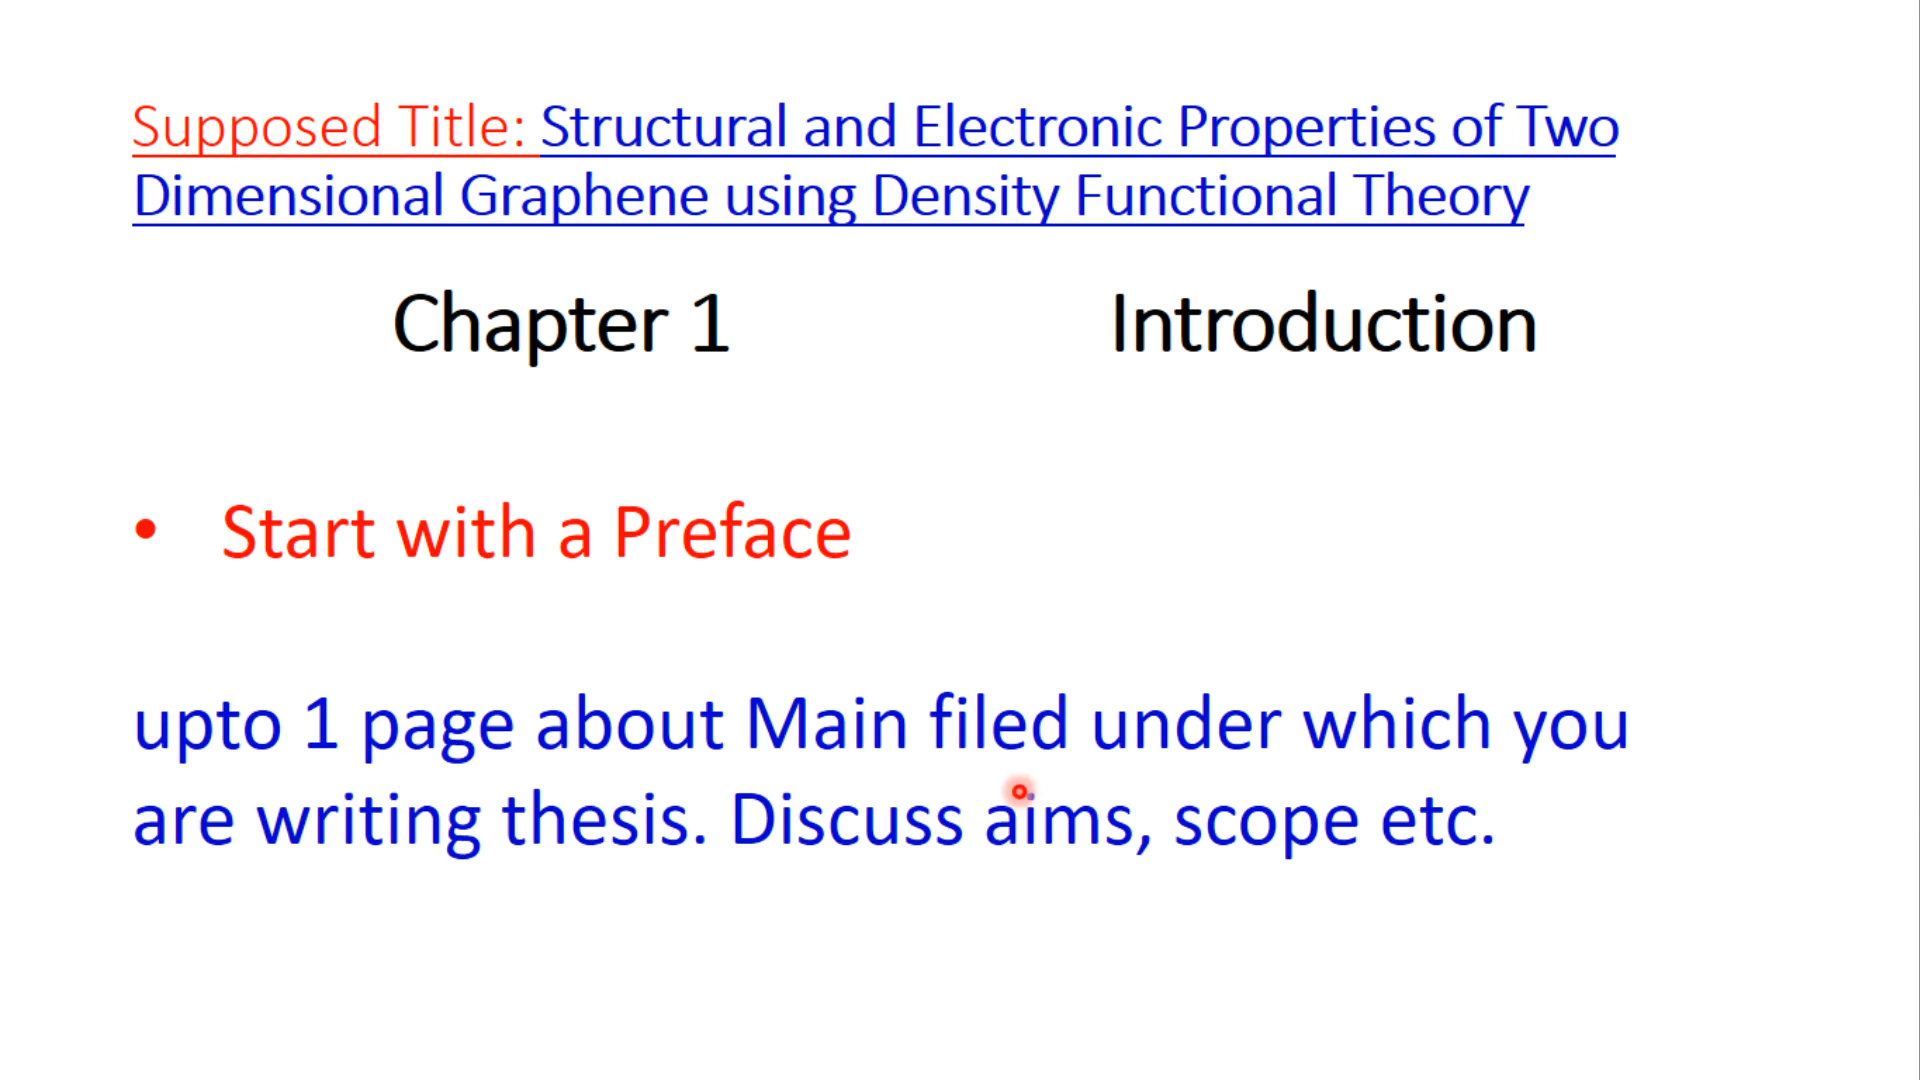 Supposed Title: Structural and Electronic Properties of Two
Dimensional Graphene using Density Functional Theory
Chapter 1 Introduction
• Start with a Preface
upto 1 page about Main filed under which you
are writing thesis. Discuss aims, scope etc.